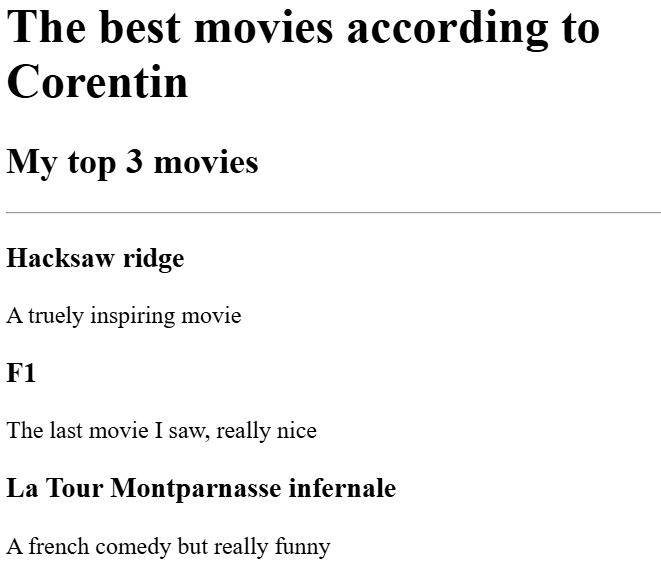 The best movies according to
Corentin
My top 3 movies
Hacksaw ridge
A truely inspiring movie
F1
The last movie I saw, really nice
La Tour Montparnasse infernale
A french comedy but really funny